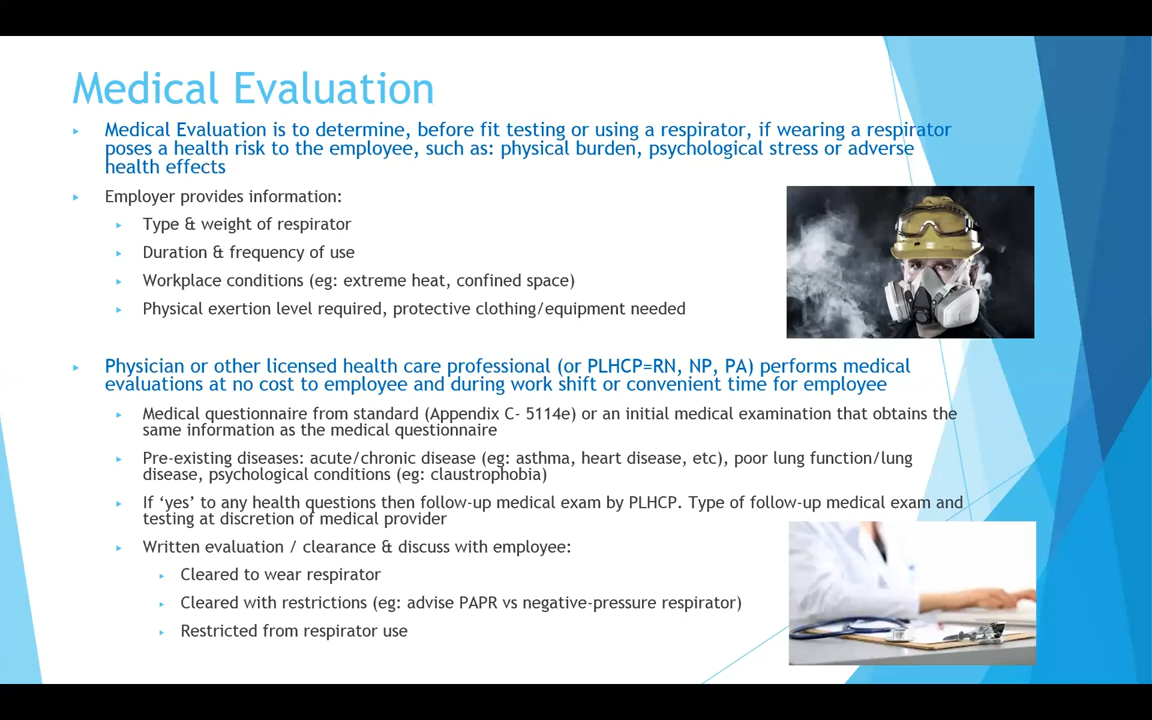 Medical Evaluation
Medical Evaluation is to determine, before fit testing or using a respirator, if wearing a respirator
poses a health risk to the employee, such as: physical burden, psychological stress or adverse
health effects
Employer provides information:
Type & weight of respirator
Duration & frequency of use
Workplace conditions (eg: extreme heat, confined space)
Physical exertion level required, protective clothing/equipment needed
Physician or other licensed health care professional (or PLHCP=RN, NP, PA) performs medical
evaluations at no cost to employee and during work shift or convenient time for employee
Medical questionnaire from standard (Appendix C- 5114e) or an initial medical examination that obtains the
same information as the medical questionnaire
Pre-existing diseases: acute/chronic disease (eg: asthma, heart disease, etc), poor lung function/lung
disease, psychological conditions (eg: claustrophobia)
If ‘yes’ to any health questions then follow-up medical exam by PLHCP. Type of follow-up medical exam and
testing at discretion of medical provider
Written evaluation / clearance & discuss with employee:
Cleared to wear respirator
Cleared with restrictions (eg: advise PAPR vs negative-pressure respirator)
Restricted from respirator use